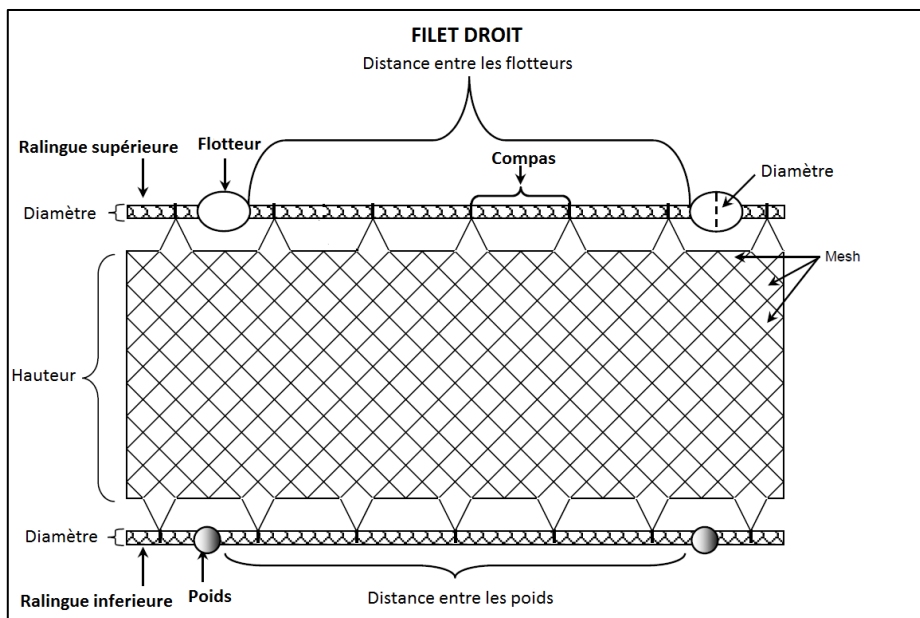 FILET DROIT
Distance entre les flotteurs
Ralingue supérieure
Flotteur
Compas
Diamètre
Diamètre
Mesh
Hauteur
Diamètre
Ralingue inferieure
Poids
Distance entre les poids